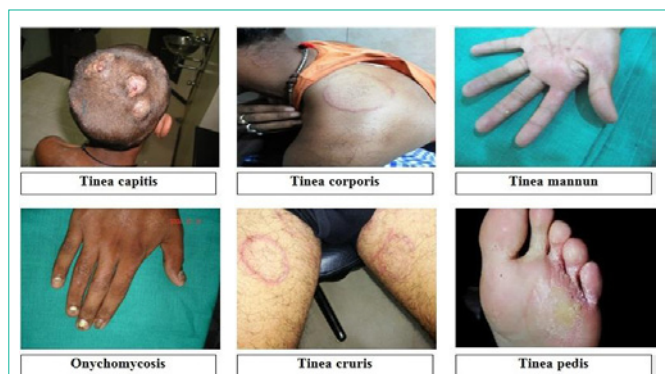 Tinea capitis
Tinea corporis
Tinea mannun
Onychomycosis
Tinea cruris
Tinea pedis